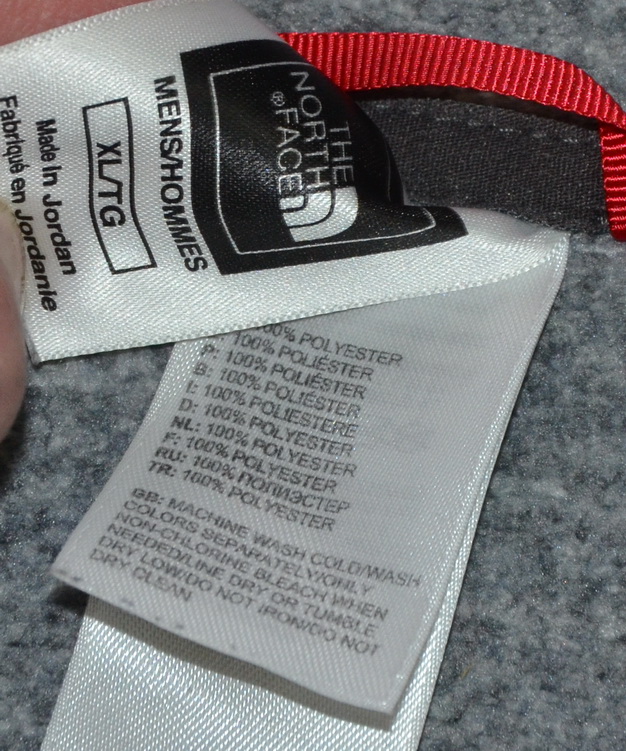 THE
NORTH
FACE®
MENS/HOMMES
XL/TG
Made In Jordan
Fabriqué en Jordanie
100% POLYESTER
P: 100% POLIÉSTER
B: 100% POLIÉSTER
I: 100% POLIESTERE
D: 100% POLYESTER
NL: 100% POLYESTER
F: 100% POLYESTER
RU: 100% ПОЛИЭСТЕР
TR: 100% POLYESTER
GB: MACHINE WASH COLD/WASH
COLORS SEPARATELY/ONLY
NON-CHLORINE BLEACH WHEN
NEEDED/LINE DRY OR TUMBLE
DRY LOW/DO NOT IRON/DO NOT
DRY CLEAN